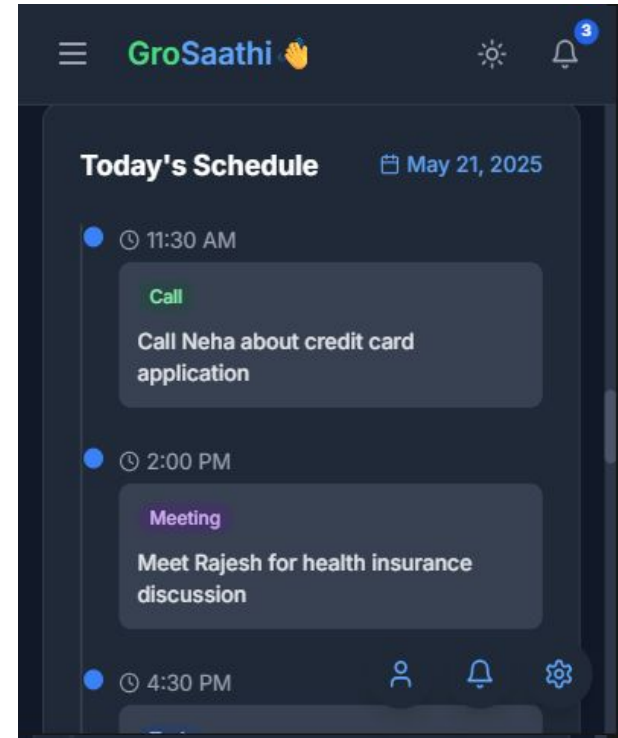 GroSaathi👋
3
Today's Schedule
May 21, 2025
11:30 AM
Call
Call Neha about credit card
application
2:00 PM
Meeting
Meet Rajesh for health insurance
discussion
4:30 PM